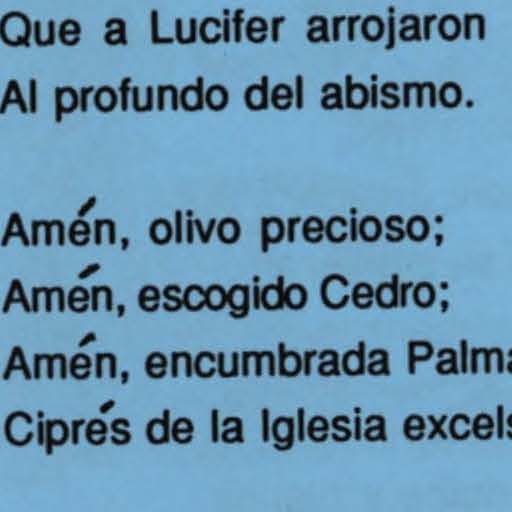 Que a Lucifer arrojaron
Al profundo del abismo.
Amén, olivo precioso;
Amén, escogido Cedro;
Amén, encumbrada Palma
Ciprés de la Iglesia excels